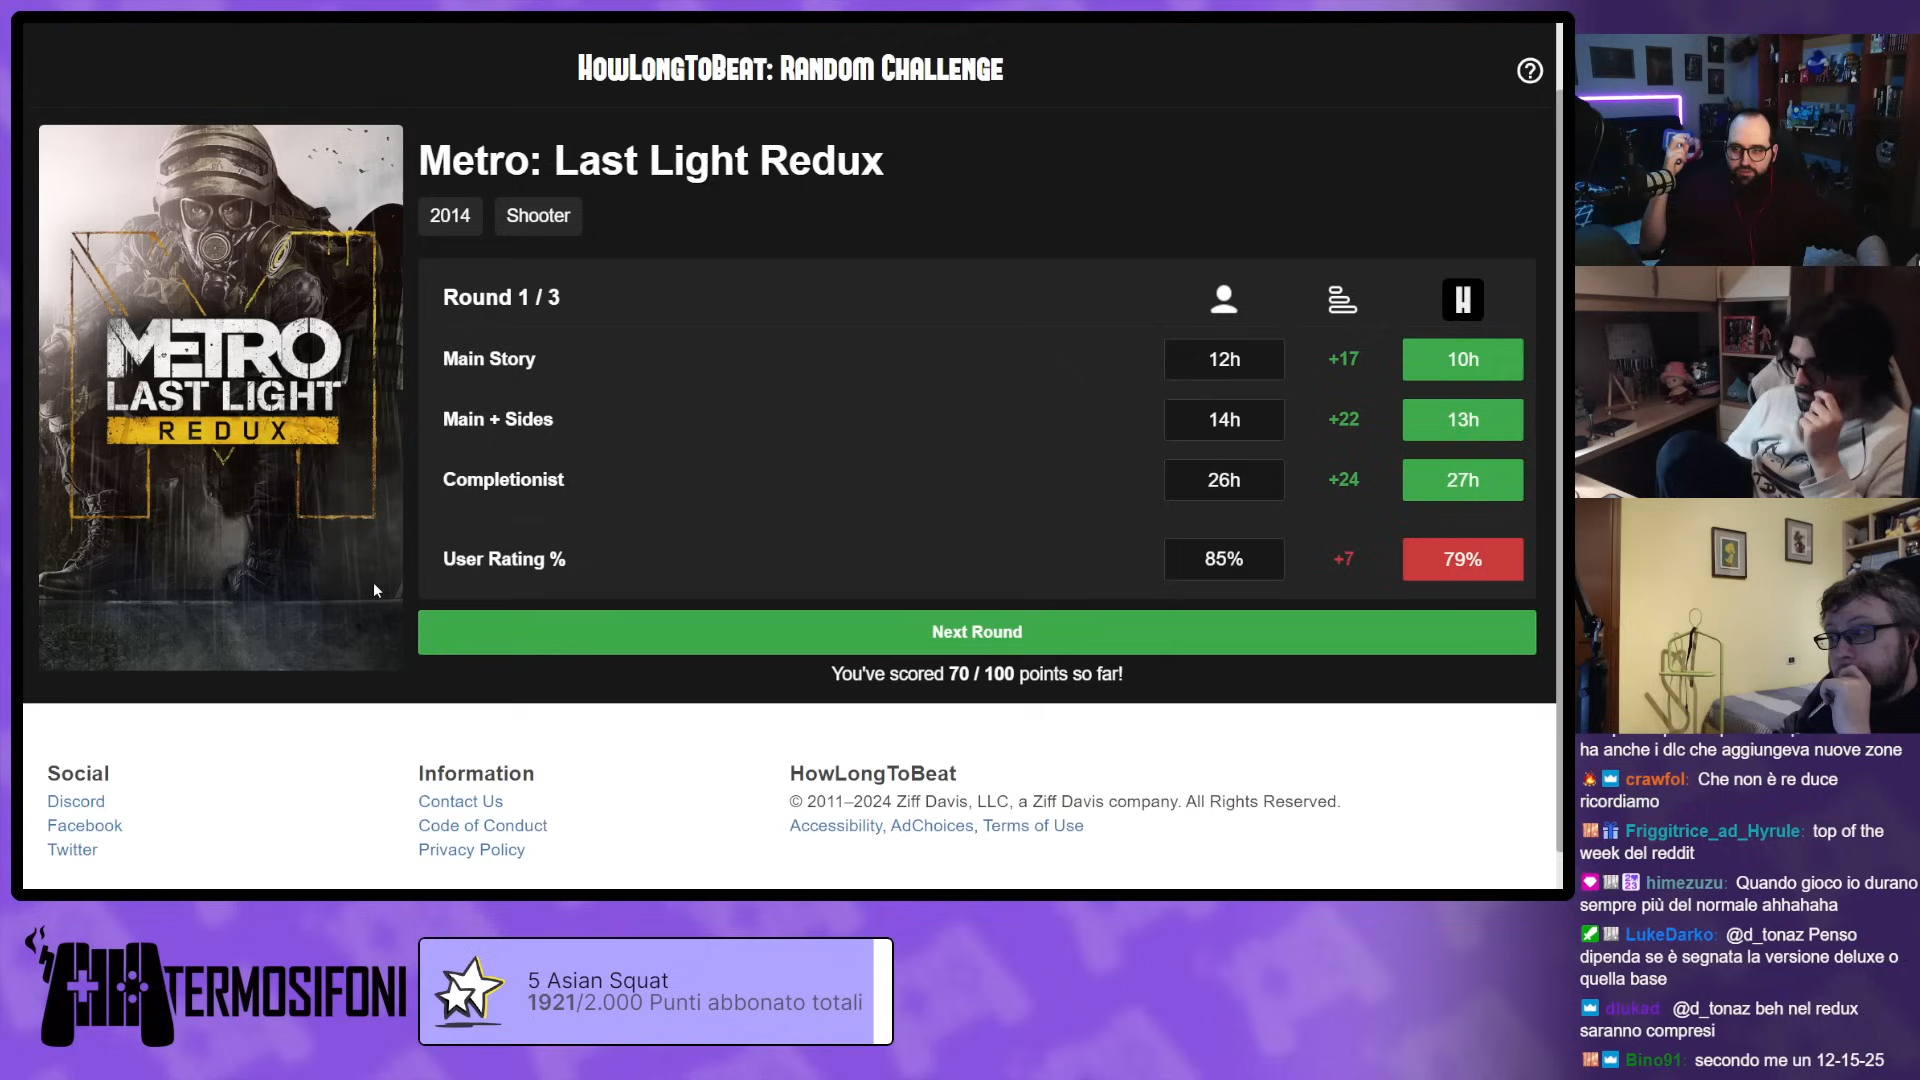 HowLongToBeat: Random Challenge
Metro: Last Light Redux
2014
Shooter
METRO
LAST LIGHT
REDUX
Round 1 / 3
Main Story
12h
+17
10h
Main + Sides
14h
+22
13h
Completionist
26h
+24
27h
User Rating %
85%
+7
79%
Next Round
You've scored 70 / 100 points so far!
Social
Discord
Facebook
Twitter
Information
Contact Us
Code of Conduct
Privacy Policy
HowLongToBeat
© 2011–2024 Ziff Davis, LLC, a Ziff Davis company. All Rights Reserved.
Accessibility, AdChoices, Terms of Use
TERMOSIFONI
5 Asian Squat
1921/2.000 Punti abbonato totali
ha anche i dlc che aggiungeva nuove zone
crawfol: Che non è re duce
ricordiamo
Friggitrice_ad_Hyrule: top of the
week del reddit
himezuzu: Quando gioco io durano
sempre più del normale ahhahaha
LukeDarko: @d_tonaz Penso
dipenda se è segnata la versione deluxe o
quella base
dlukad: @d_tonaz beh nel redux
saranno compresi
Bino91: secondo me un 12-15-25